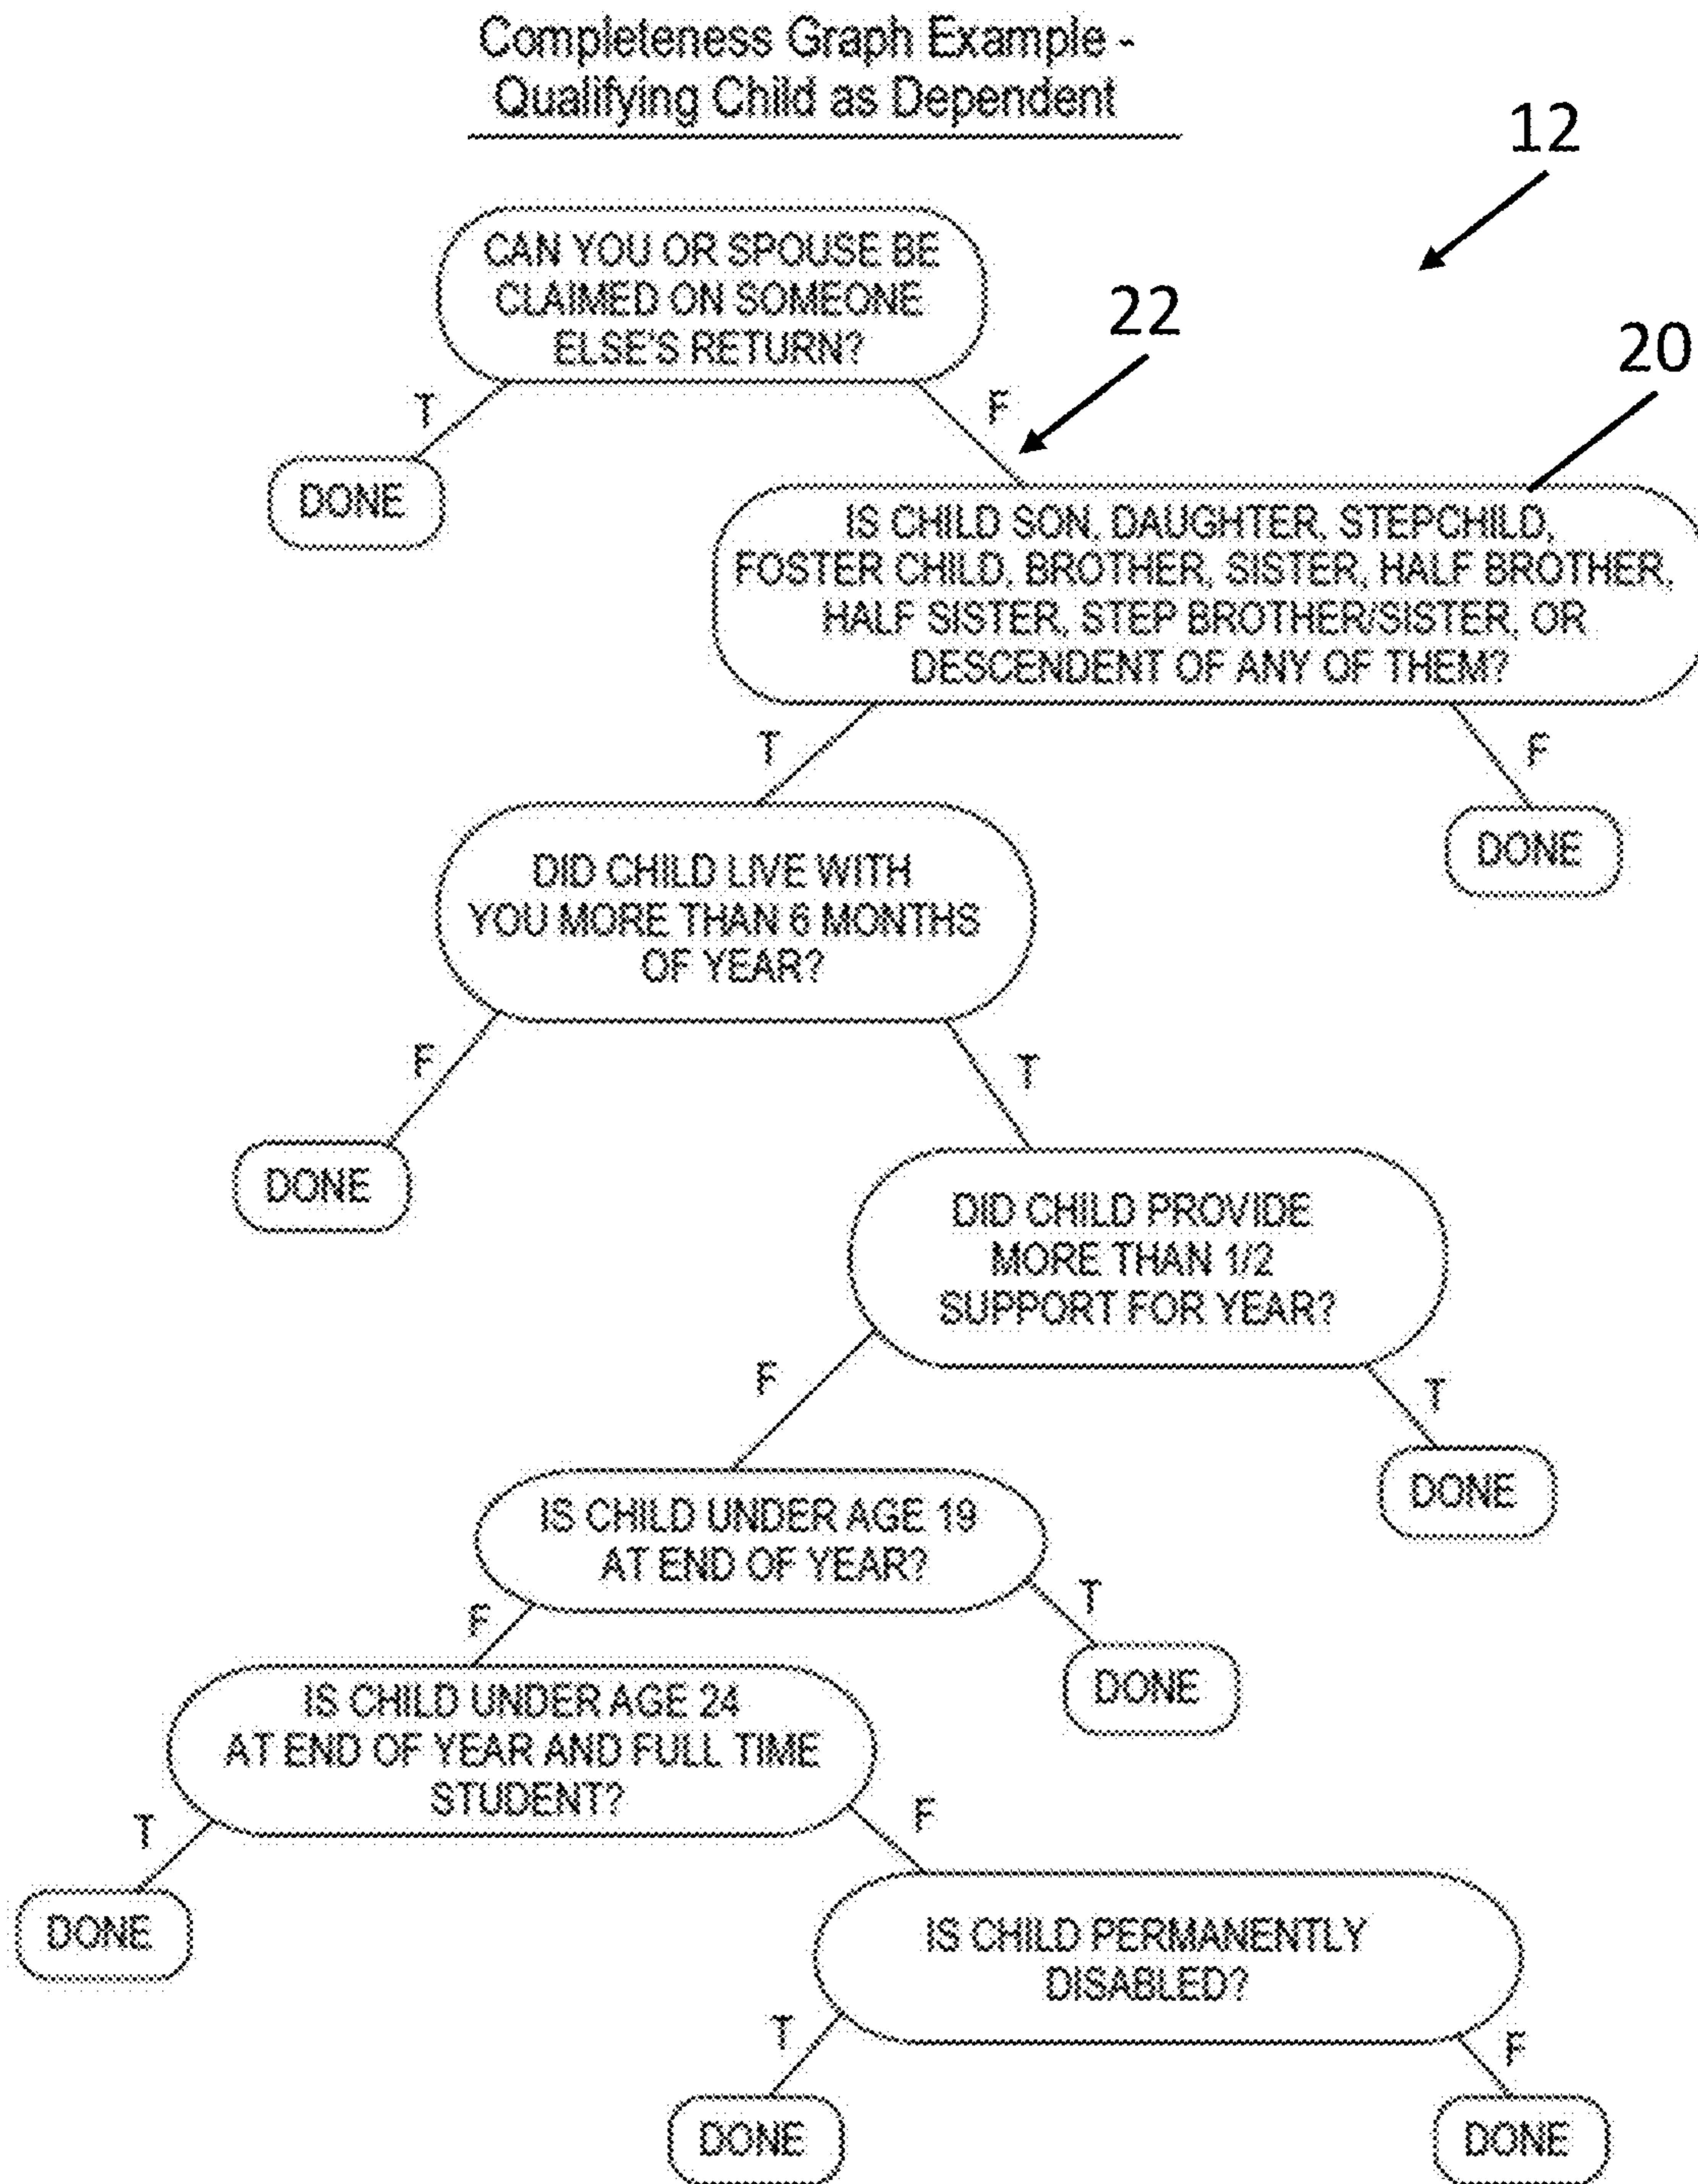 Completeness Graph Example -
Qualifying Child as Dependent
12
CAN YOU OR SPOUSE BE
CLAIMED ON SOMEONE
ELSE'S RETURN?
22
20
T
F
DONE
IS CHILD SON, DAUGHTER, STEPCHILD,
FOSTER CHILD, BROTHER, SISTER, HALF BROTHER,
HALF SISTER, STEP BROTHER/SISTER, OR
DESCENDENT OF ANY OF THEM?
T
F
DID CHILD LIVE WITH
YOU MORE THAN 6 MONTHS
OF YEAR?
DONE
F
T
DONE
DID CHILD PROVIDE
MORE THAN 1/2
SUPPORT FOR YEAR?
F
T
DONE
IS CHILD UNDER AGE 19
AT END OF YEAR?
F
T
DONE
IS CHILD UNDER AGE 24
AT END OF YEAR AND FULL TIME
STUDENT?
T
F
DONE
IS CHILD PERMANENTLY
DISABLED?
T
F
DONE
DONE